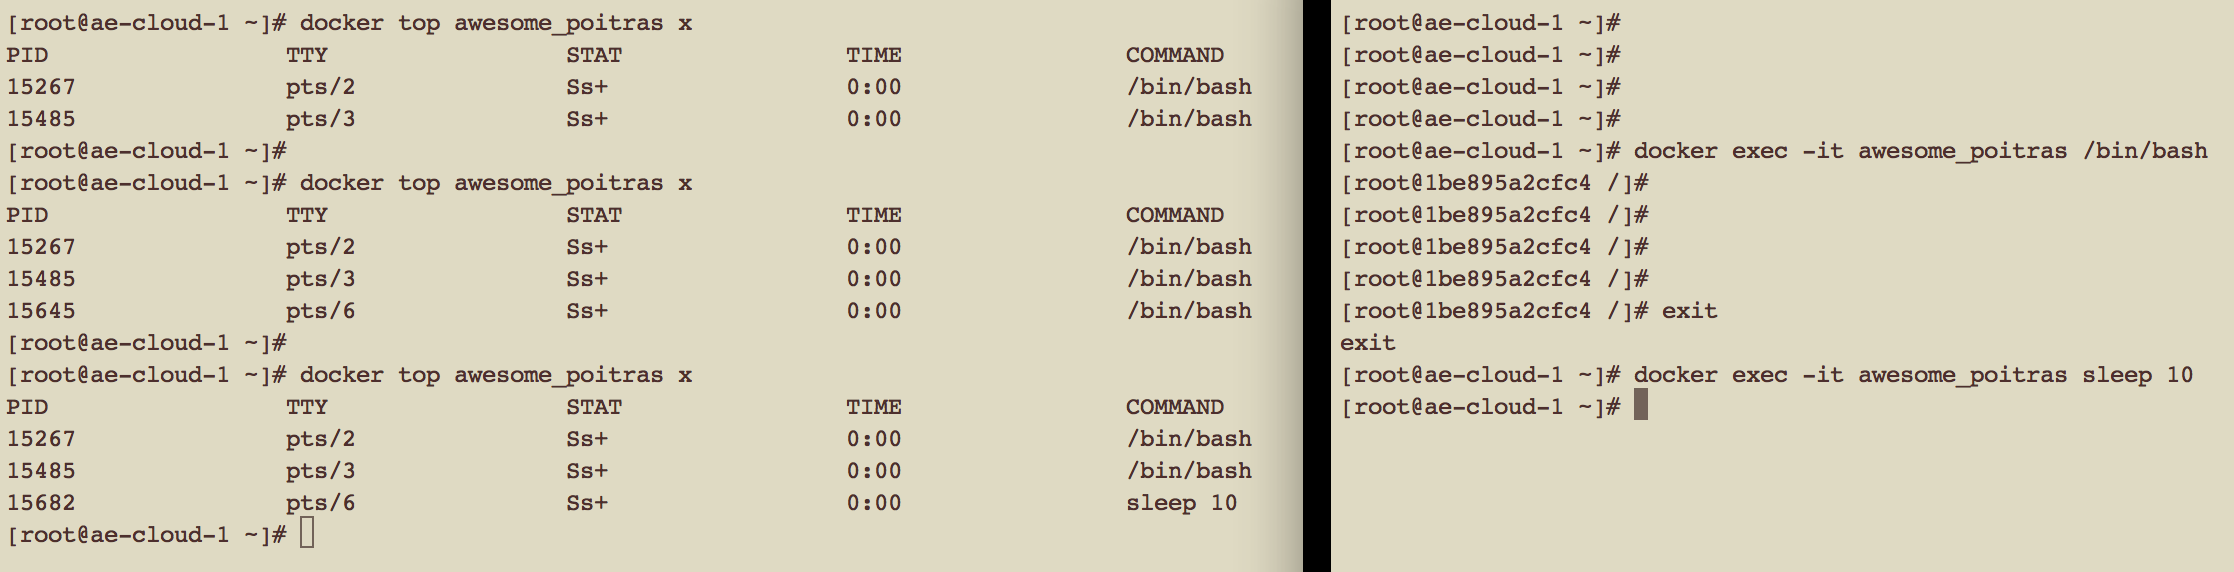 [root@ae-cloud-1 ~]# docker top awesome_poitras x
PID TTY STAT TIME COMMAND
15267 pts/2 Ss+ 0:00 /bin/bash
15485 pts/3 Ss+ 0:00 /bin/bash
[root@ae-cloud-1 ~]#
[root@ae-cloud-1 ~]# docker top awesome_poitras x
PID TTY STAT TIME COMMAND
15267 pts/2 Ss+ 0:00 /bin/bash
15485 pts/3 Ss+ 0:00 /bin/bash
15645 pts/6 Ss+ 0:00 /bin/bash
[root@ae-cloud-1 ~]#
[root@ae-cloud-1 ~]# docker top awesome_poitras x
PID TTY STAT TIME COMMAND
15267 pts/2 Ss+ 0:00 /bin/bash
15485 pts/3 Ss+ 0:00 /bin/bash
15682 pts/6 Ss+ 0:00 sleep 10
[root@ae-cloud-1 ~]#
[root@ae-cloud-1 ~]#
[root@ae-cloud-1 ~]#
[root@ae-cloud-1 ~]#
[root@ae-cloud-1 ~]#
[root@ae-cloud-1 ~]# docker exec -it awesome_poitras /bin/bash
[root@1be895a2cfc4 /]#
[root@1be895a2cfc4 /]#
[root@1be895a2cfc4 /]#
[root@1be895a2cfc4 /]#
[root@1be895a2cfc4 /]# exit
exit
[root@ae-cloud-1 ~]# docker exec -it awesome_poitras sleep 10
[root@ae-cloud-1 ~]#